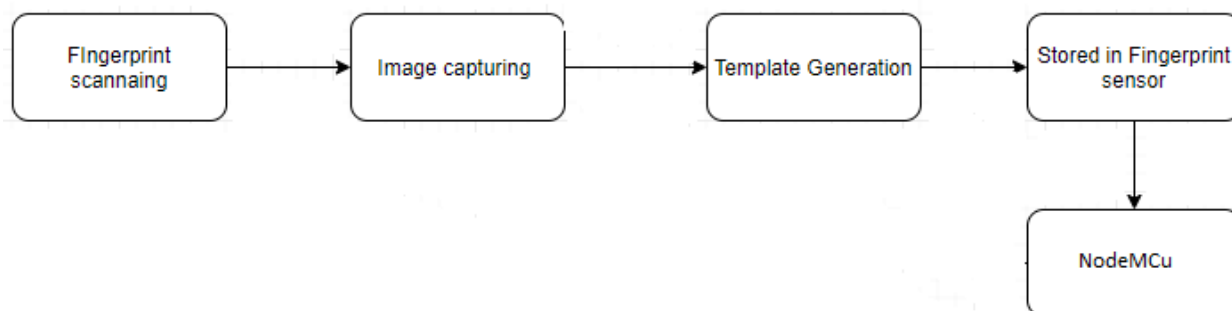 FIngerprint
scannaing
Image capturing
Template Generation
Stored in Fingerprint
sensor
NodeMCu